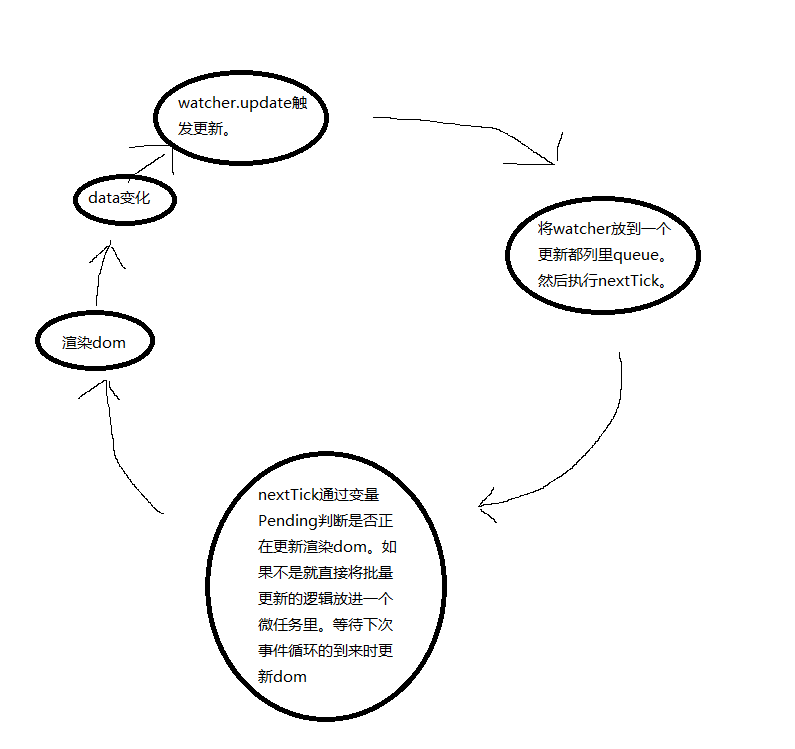 watcher.update触
发更新。
data变化
将watcher放到一个
更新都列里queue。
然后执行nextTick。
渲染dom
nextTick通过变量
Pending判断是否正
在更新渲染dom。如
果不是就直接将批量
更新的逻辑放进一个
微任务里。等待下次
事件循环的到来时更
新dom